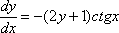 dy/dx = −(2y+1)ctgx